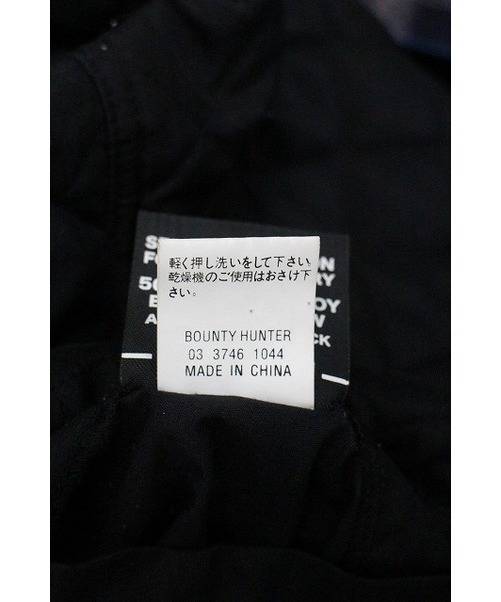 軽く押し洗いをして下さい。
乾燥機のご使用はおさけ下
さい。
BOUNTY HUNTER
03 3746 1044
MADE IN CHINA